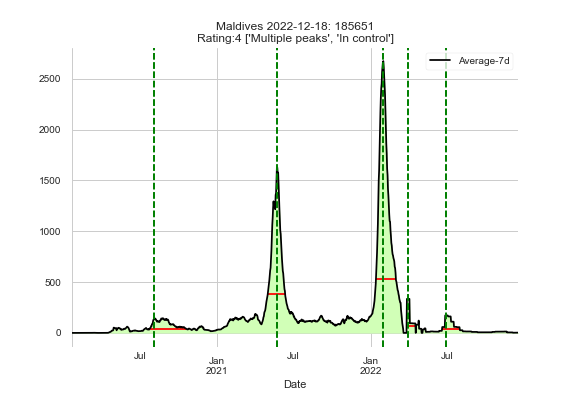 Maldives 2022-12-18: 185651
Rating:4 ['Multiple peaks', 'In control']
Average-7d
2500
2000
1500
1000
500
0
Jul
Jan
2021
Jul
Jan
2022
Jul
Date